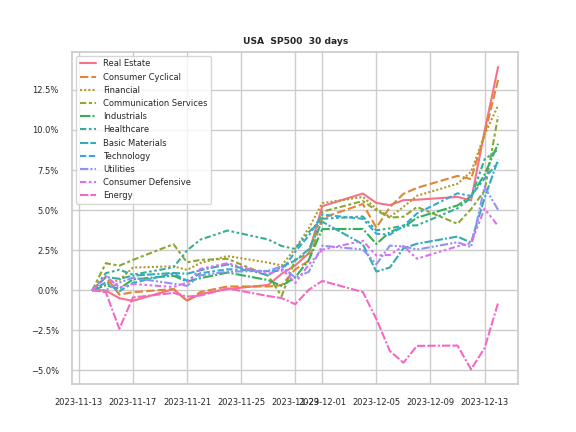 USA SP500 30 days
Real Estate
Consumer Cyclical
Financial
Communication Services
Industrials
Healthcare
Basic Materials
Technology
Utilities
Consumer Defensive
Energy
12.5%
10.0%
7.5%
5.0%
2.5%
0.0%
−2.5%
−5.0%
2023-11-13 2023-11-17 2023-11-21 2023-11-25 2023-11-29 2023-12-01 2023-12-05 2023-12-09 2023-12-13